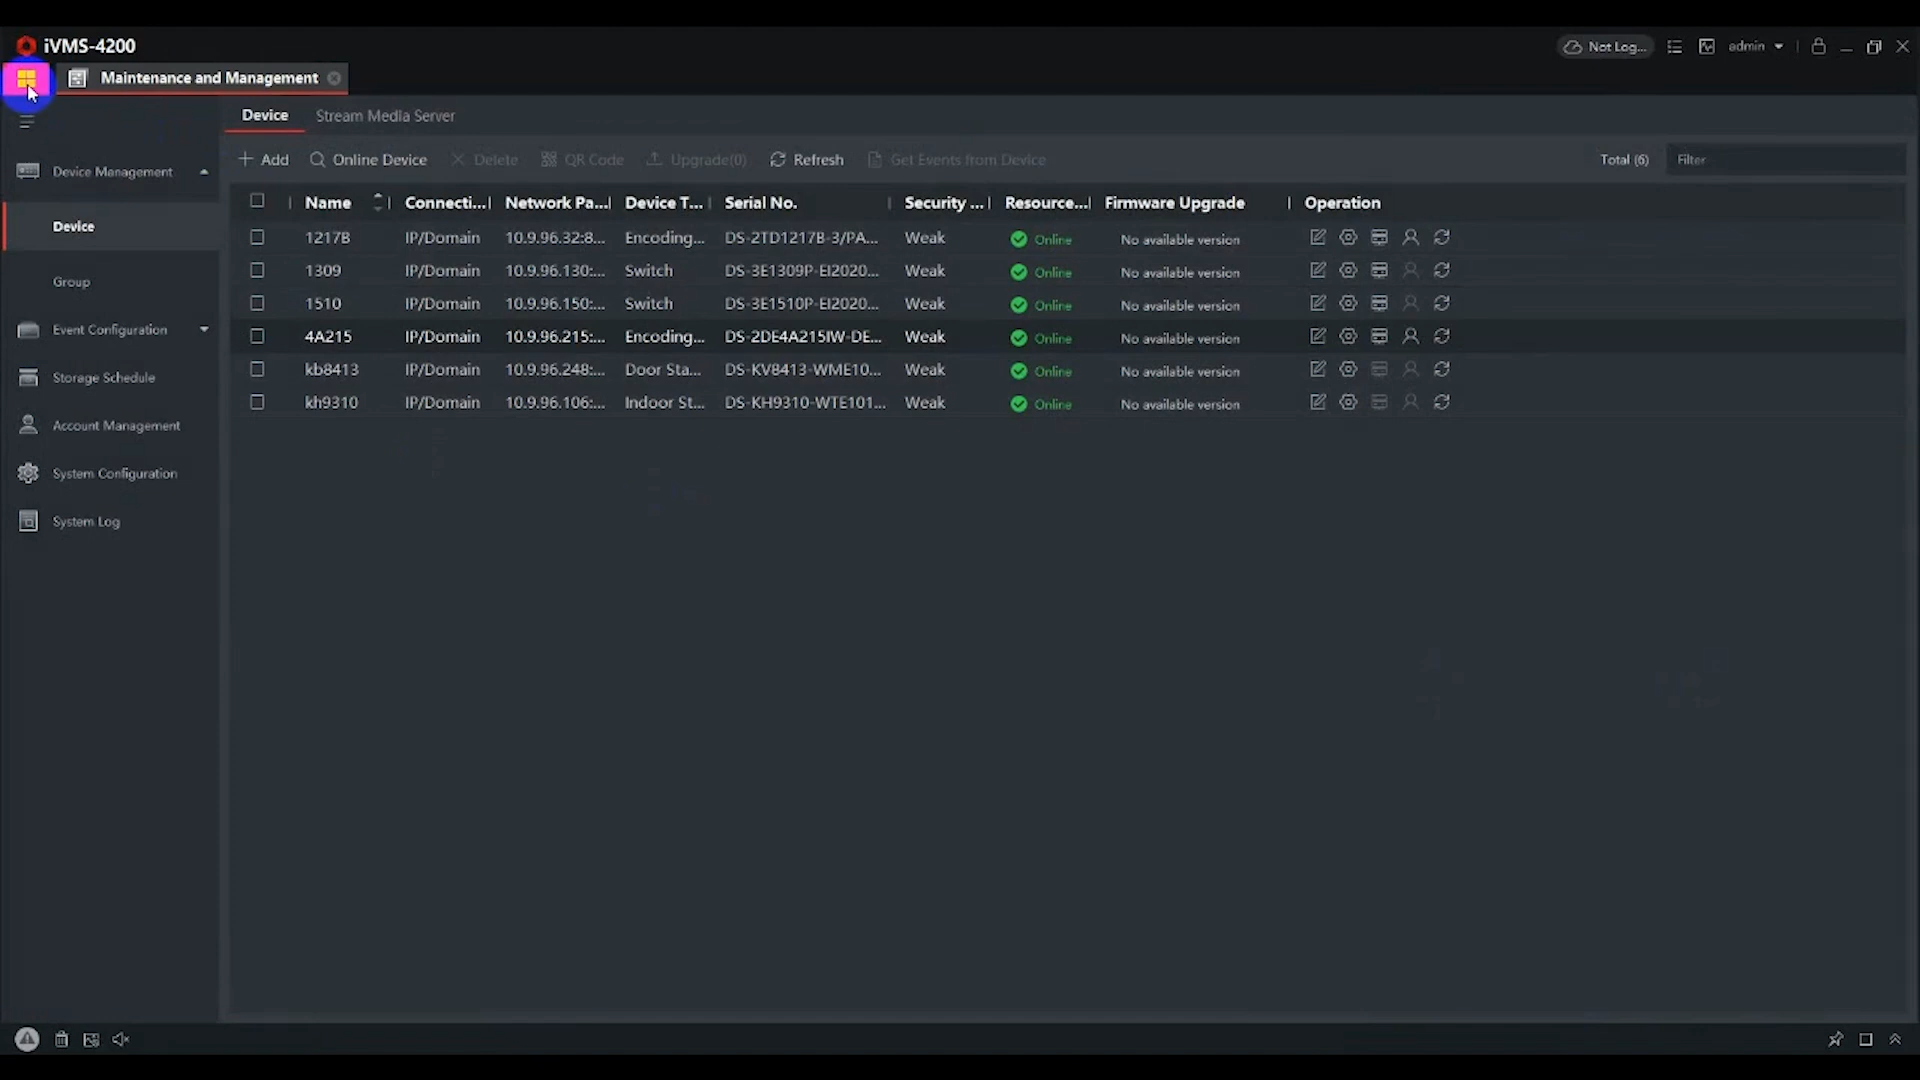 iVMS-4200
Not Log...
admin
Maintenance and Management
Device
Stream Media Server
Add
Online Device
Delete
QR Code
Upgrade(0)
Refresh
Get Events from Device
Total (6)
Filter
Device Management
Device
Group
Event Configuration
Storage Schedule
Account Management
System Configuration
System Log
Name Connecti... Network Pa... Device T... Serial No. Security ... Resource... Firmware Upgrade Operation
1217B IP/Domain 10.9.96.32:8... Encoding... DS-2TD1217B-3/PA... Weak Online No available version
1309 IP/Domain 10.9.96.130:... Switch DS-3E1309P-EI2020... Weak Online No available version
1510 IP/Domain 10.9.96.150:... Switch DS-3E1510P-EI2020... Weak Online No available version
4A215 IP/Domain 10.9.96.215:... Encoding... DS-2DE4A215IW-DE... Weak Online No available version
kb8413 IP/Domain 10.9.96.248:... Door Sta... DS-KV8413-WME10... Weak Online No available version
kh9310 IP/Domain 10.9.96.106:... Indoor St... DS-KH9310-WTE101... Weak Online No available version